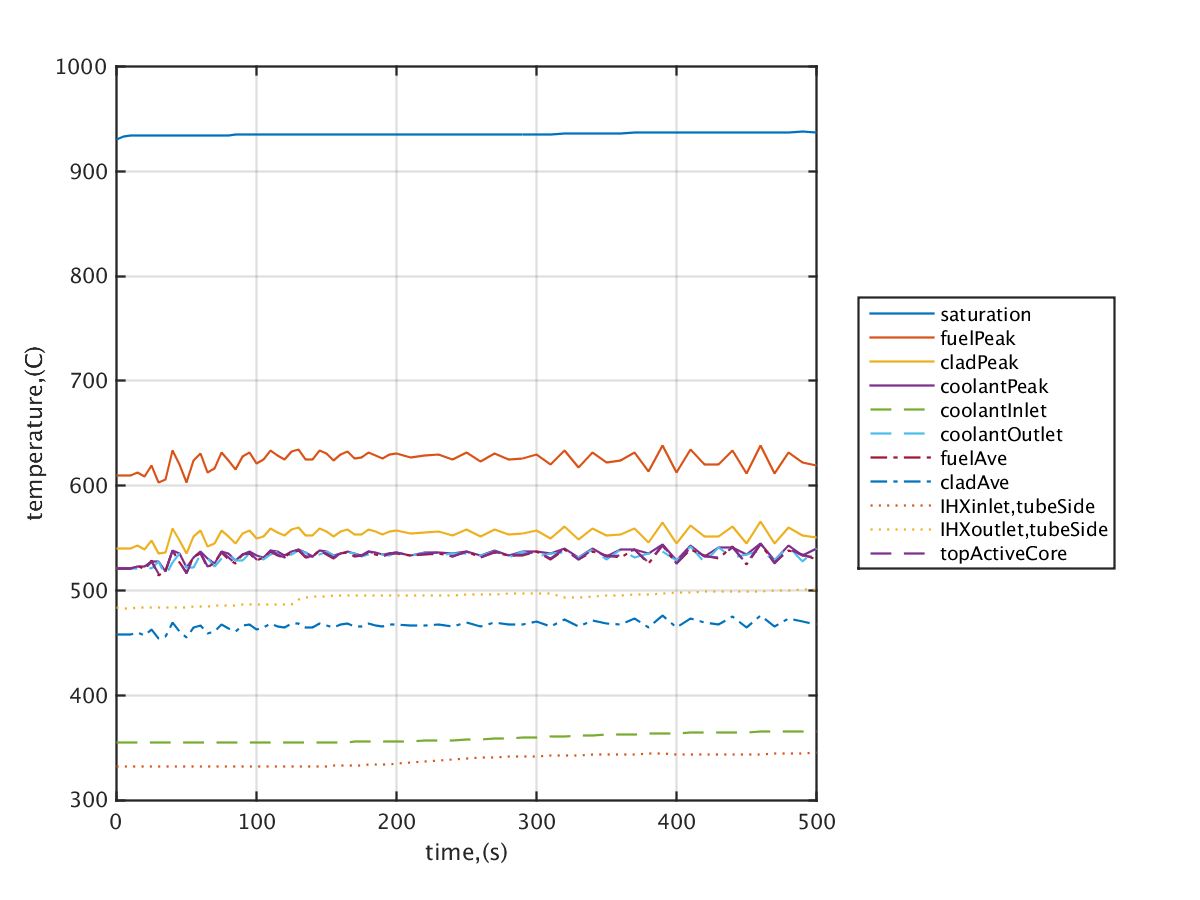 1000
900
800
700
600
500
400
300
0 100 200 300 400 500
temperature,(C)
time,(s)
saturation
fuelPeak
cladPeak
coolantPeak
coolantInlet
coolantOutlet
fuelAve
cladAve
IHXinlet,tubeSide
IHXoutlet,tubeSide
topActiveCore